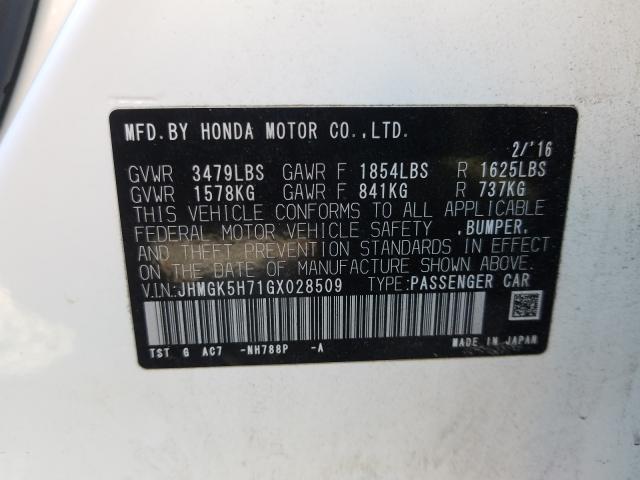 MFD.BY HONDA MOTOR CO.,LTD.
2/'16
GVWR 3479LBS GAWR F 1854LBS R 1625LBS
GVWR 1578KG GAWR F 841KG R 737KG
THIS VEHICLE CONFORMS TO ALL APPLICABLE
FEDERAL MOTOR VEHICLE SAFETY ,BUMPER,
AND THEFT PREVENTION STANDARDS IN EFFECT
ON THE DATE OF MANUFACTURE SHOWN ABOVE.
V.I.N:JHMGK5H71GX028509 TYPE:PASSENGER CAR
TST G AC7 -NH788P -A MADE IN JAPAN